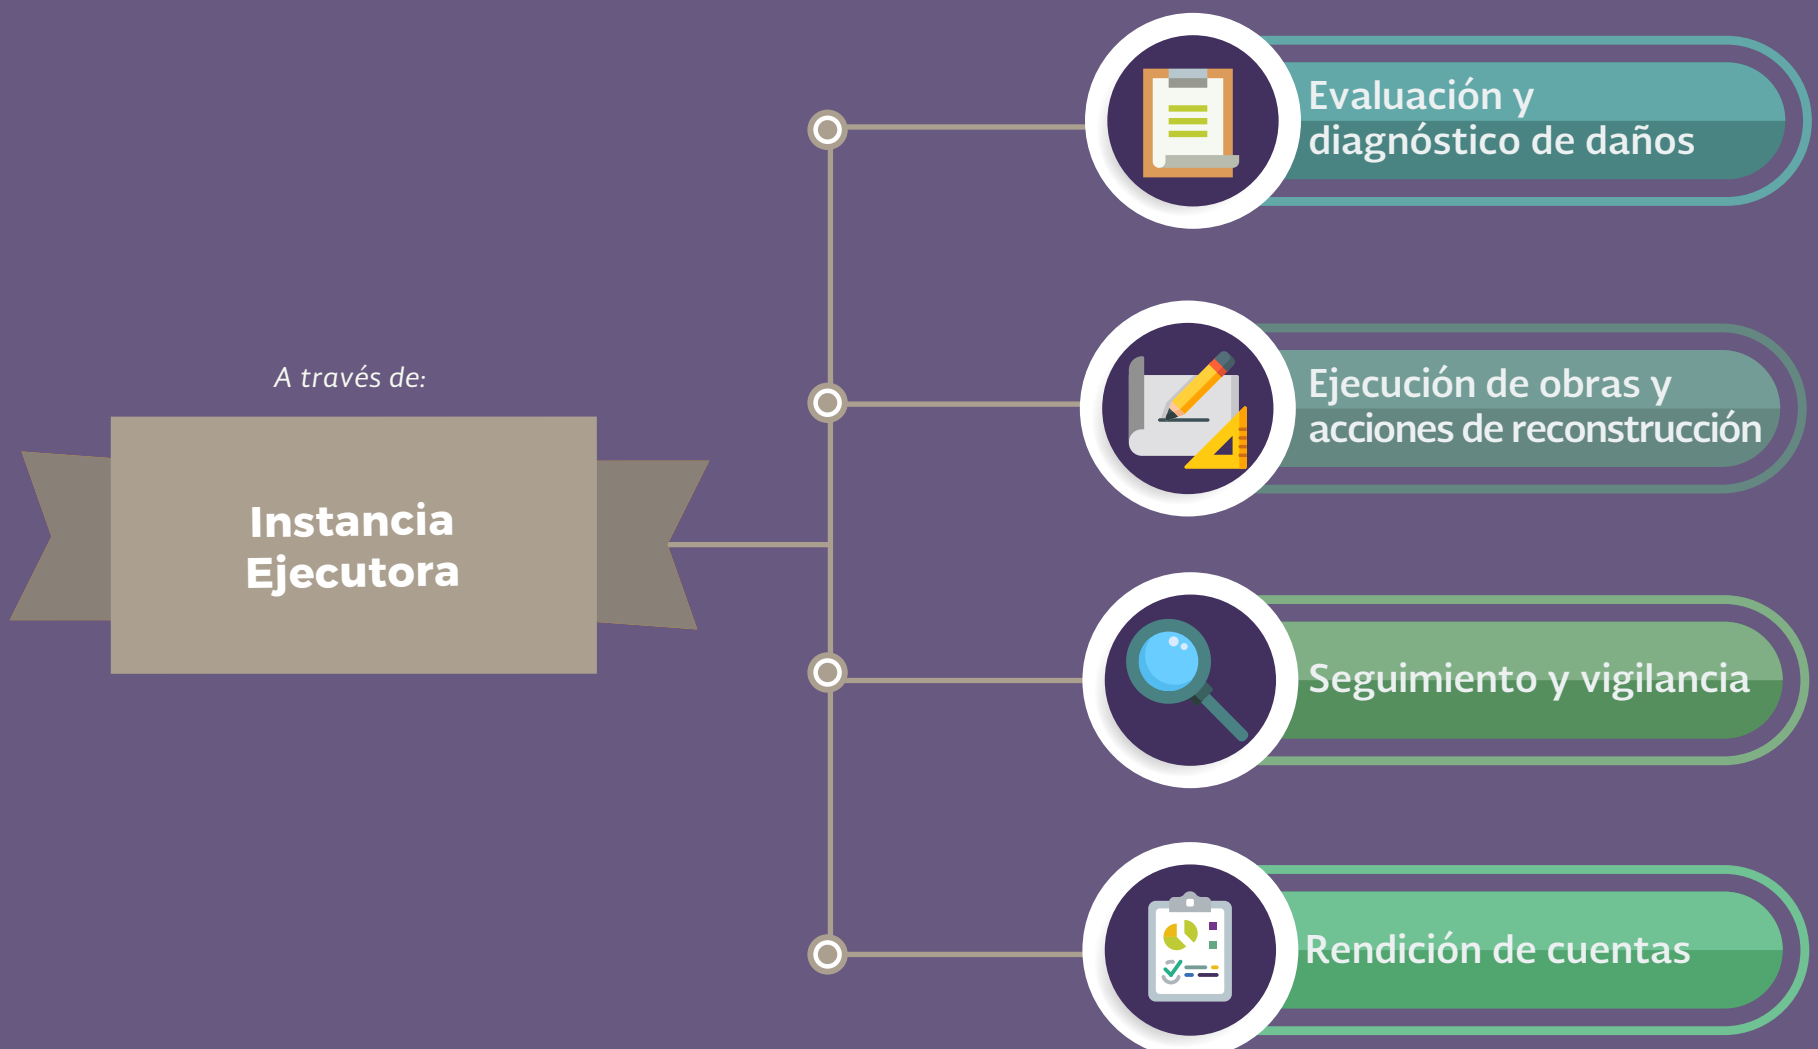 A través de:
Instancia
Ejecutora
Evaluación y
diagnóstico de daños
Ejecución de obras y
acciones de reconstrucción
Seguimiento y vigilancia
Rendición de cuentas